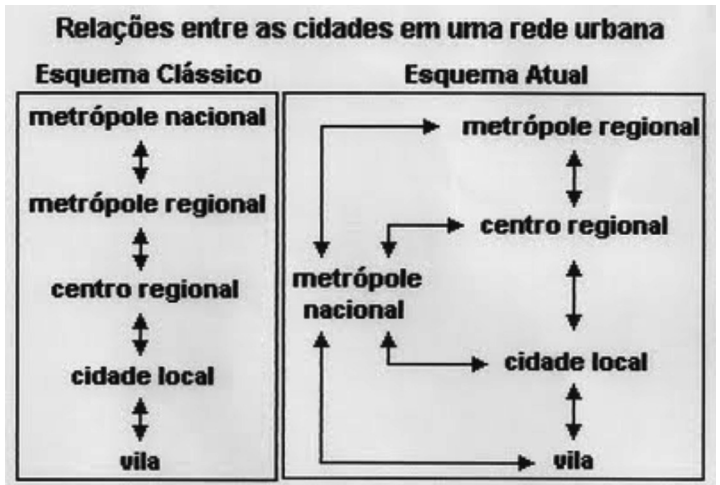 Relações entre as cidades em uma rede urbana
Esquema Clássico
metrópole nacional
metrópole regional
centro regional
cidade local
vila
Esquema Atual
metrópole regional
centro regional
metrópole
nacional
cidade local
vila